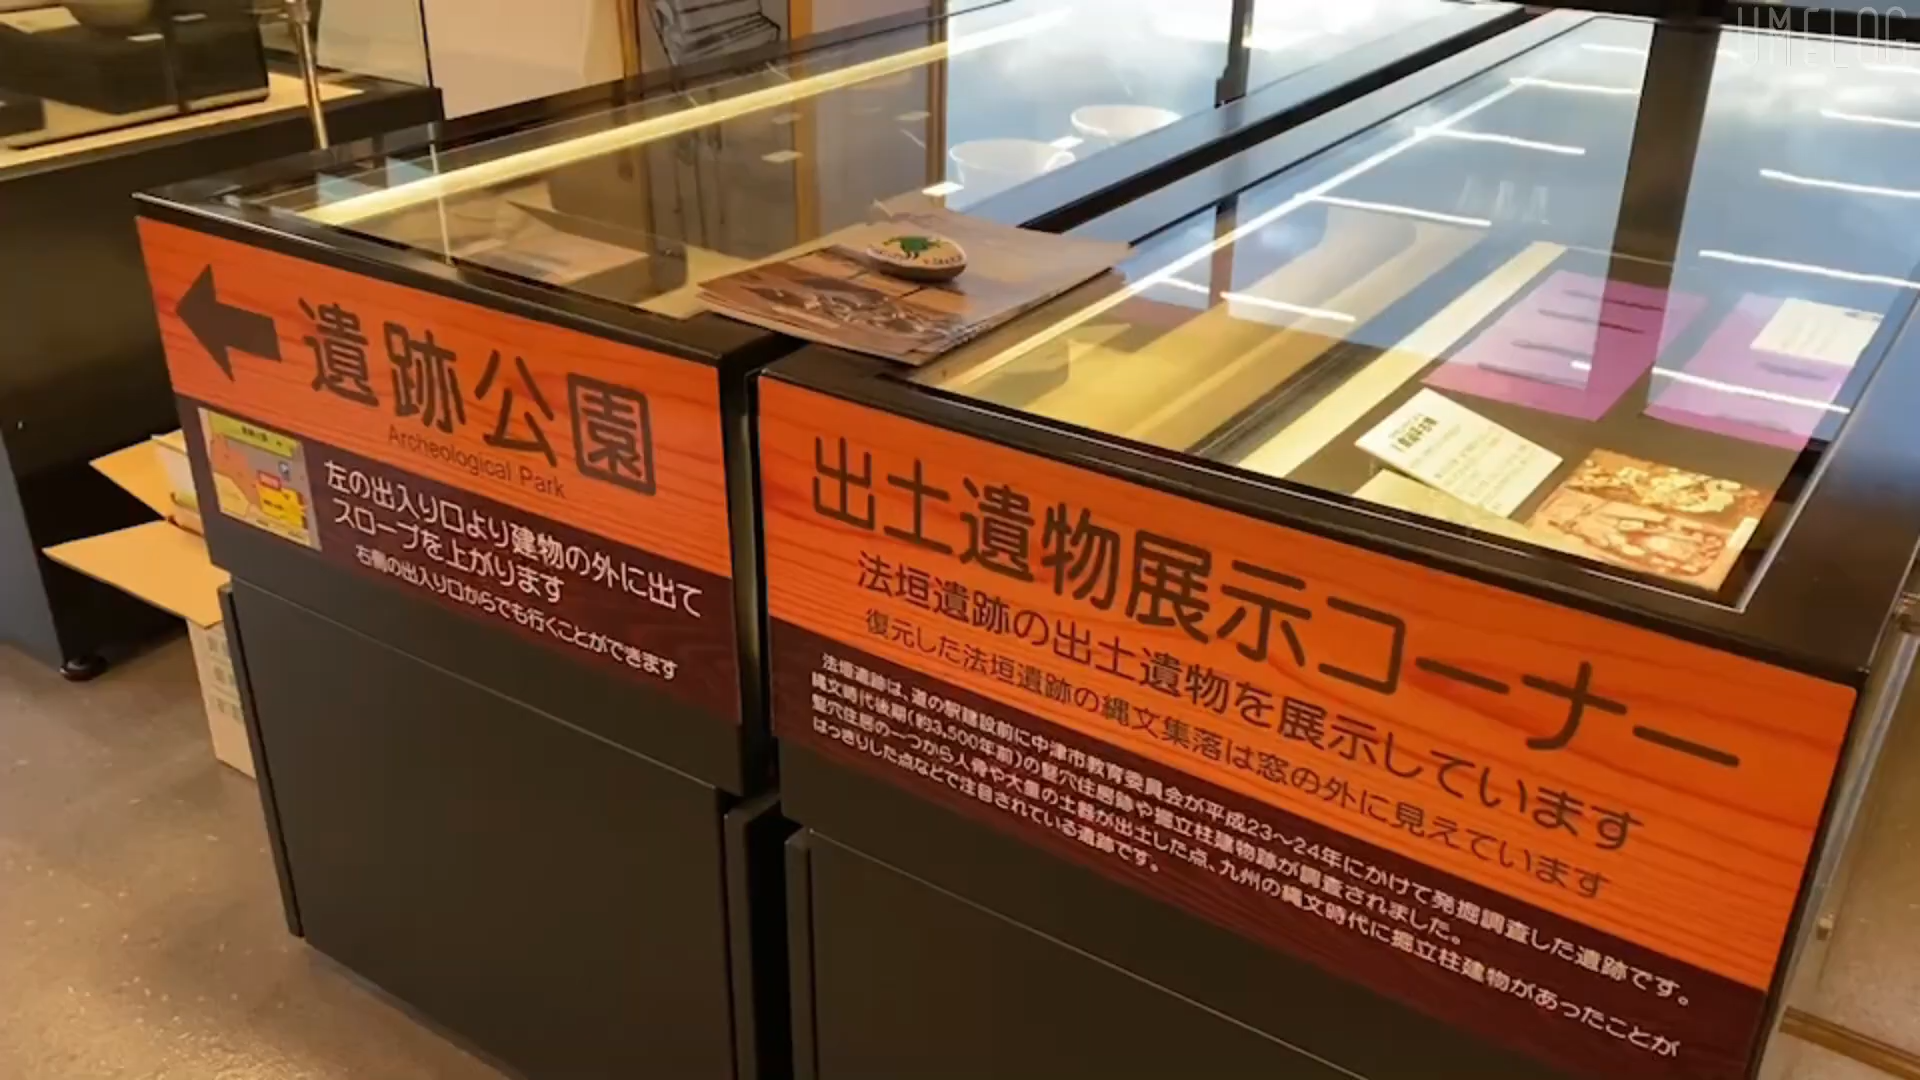 UMELOG
遺跡公園
Archeological Park
左の出入り口より建物の外に出て
スロープを上がります
右側の出入り口からでも行くことができます
出土遺物展示コーナー
法垣遺跡の出土遺物を展示しています
復元した法垣遺跡の縄文集落は窓の外に見えています
法垣遺跡は、道の駅建設前に中津市教育委員会が平成23～24年にかけて発掘調査した遺跡です。
縄文時代後期(約3,500年前)の竪穴住居跡や掘立柱建物跡が調査されました。
竪穴住居の一つから人骨や大量の土器が出土した点、九州の縄文時代に掘立柱建物があったことが
はっきりした点などで注目されている遺跡です。